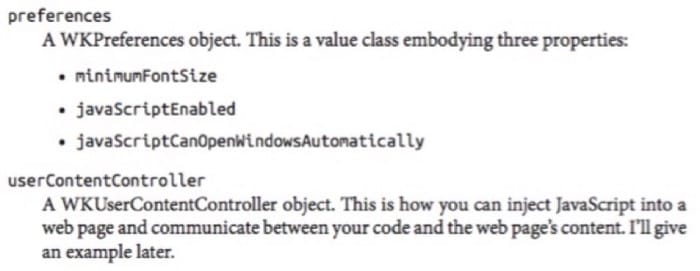 preferences
A WKPreferences object. This is a value class embodying three properties:
• minimumFontSize
• javaScriptEnabled
• javaScriptCanOpenWindowsAutomatically
userContentController
A WKUserContentController object. This is how you can inject JavaScript into a
web page and communicate between your code and the web page's content. I'll give
an example later.